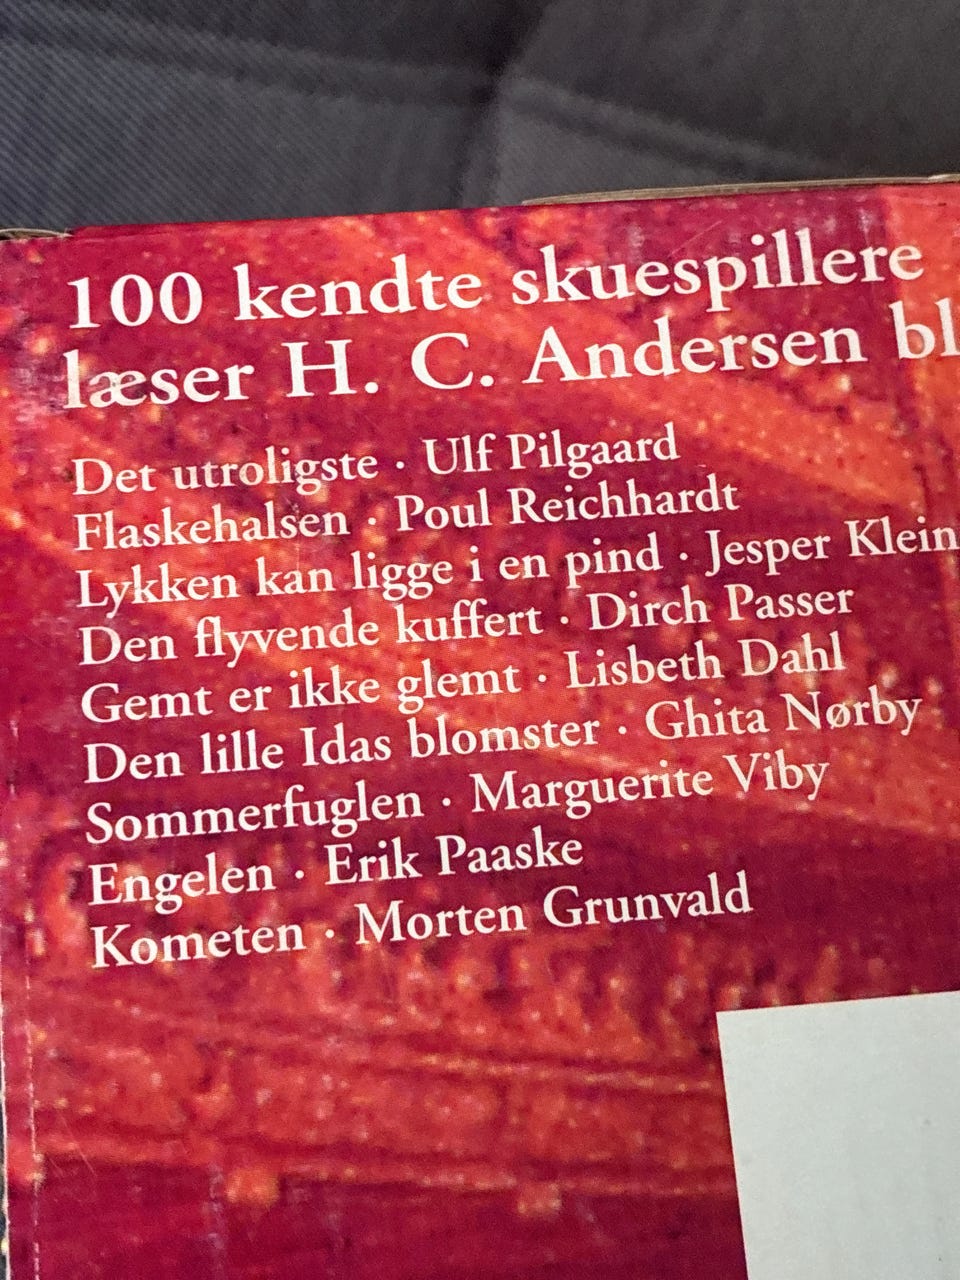 100 kendte skuespillere
læser H. C. Andersen bl
Det utroligste · Ulf Pilgaard
Flaskehalsen · Poul Reichhardt
Lykken kan ligge i en pind · Jesper Klein
Den flyvende kuffert · Dirch Passer
Gemt er ikke glemt · Lisbeth Dahl
Den lille Idas blomster · Ghita Nørby
Sommerfuglen · Marguerite Viby
Engelen · Erik Paaske
Kometen · Morten Grunvald